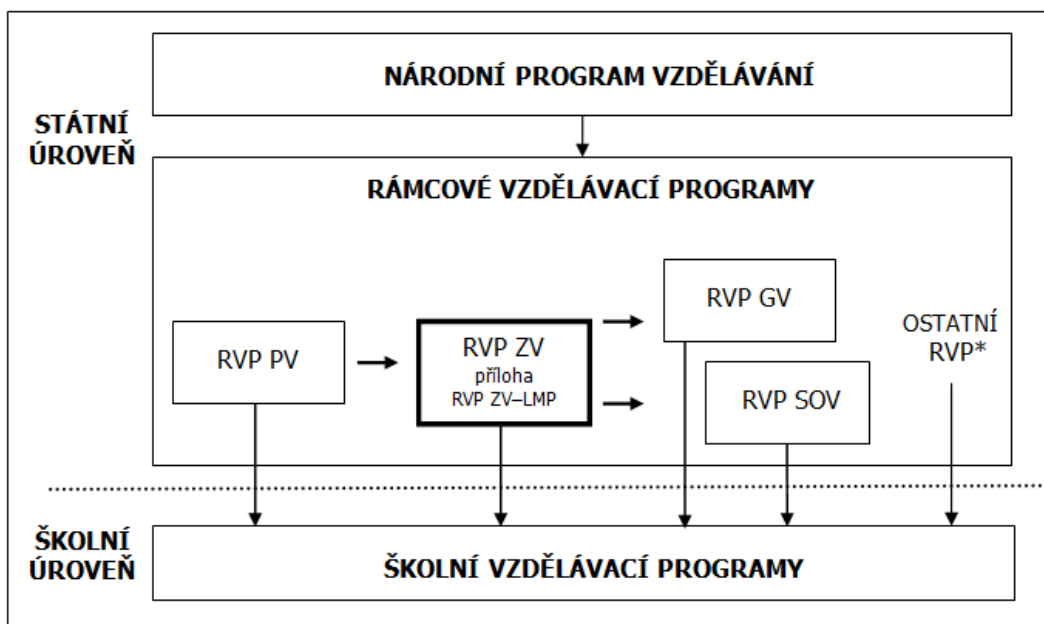 NÁRODNÍ PROGRAM VZDĚLÁVÁNÍ
STÁTNÍ
ÚROVEŇ
RÁMCOVÉ VZDĚLÁVACÍ PROGRAMY
RVP PV
RVP ZV
příloha
RVP ZV–LMP
RVP GV
RVP SOV
OSTATNÍ
RVP*
ŠKOLNÍ
ÚROVEŇ
ŠKOLNÍ VZDĚLÁVACÍ PROGRAMY